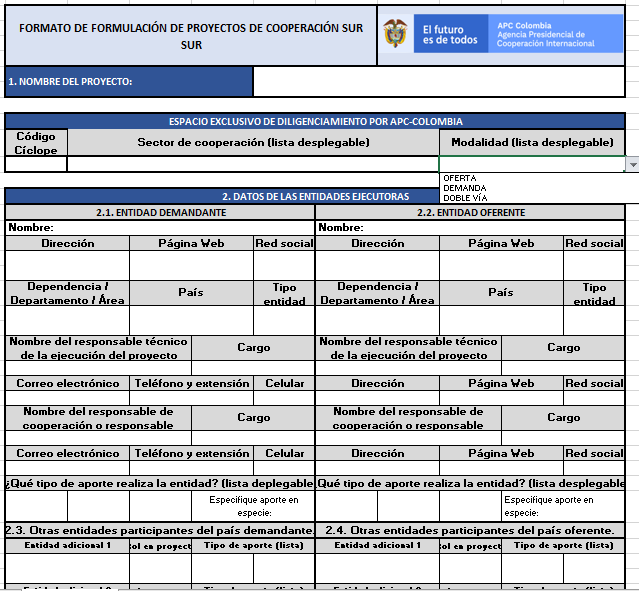 FORMATO DE FORMULACIÓN DE PROYECTOS DE COOPERACIÓN SUR
SUR
El futuro
es de todos
APC Colombia
Agencia Presidencial de
Cooperación Internacional
1. NOMBRE DEL PROYECTO:
ESPACIO EXCLUSIVO DE DILIGENCIAMIENTO POR APC-COLOMBIA
Código
Cíclope
Sector de cooperación (lista desplegable)
Modalidad (lista desplegable)
OFERTA
DEMANDA
DOBLE VÍA
2. DATOS DE LAS ENTIDADES EJECUTORAS
2.1. ENTIDAD DEMANDANTE
2.2. ENTIDAD OFERENTE
Nombre:
Nombre:
Dirección
Página Web
Red social
Dirección
Página Web
Red social
Dependencia /
Departamento / Área
País
Tipo
entidad
Dependencia /
Departamento / Área
País
Tipo
entidad
Nombre del responsable técnico
de la ejecución del proyecto
Cargo
Nombre del responsable técnico
de la ejecución del proyecto
Cargo
Correo electrónico
Teléfono y extensión
Celular
Dirección
Página Web
Red social
Nombre del responsable de
cooperación o responsable
Cargo
Nombre del responsable de
cooperación o responsable
Cargo
Correo electrónico
Teléfono y extensión
Celular
Dirección
Página Web
Red social
¿Qué tipo de aporte realiza la entidad? (lista deplegable
Qué tipo de aporte realiza la entidad? (lista desplegable
Especifique aporte en
especie:
Especifique aporte en
especie:
2.3. Otras entidades participantes del país demandante.
2.4. Otras entidades participantes del país oferente.
Entidad adicional 1
Rol en proyect
Tipo de aporte (lista)
Entidad adicional 1
Rol en proyect
Tipo de aporte (lista)